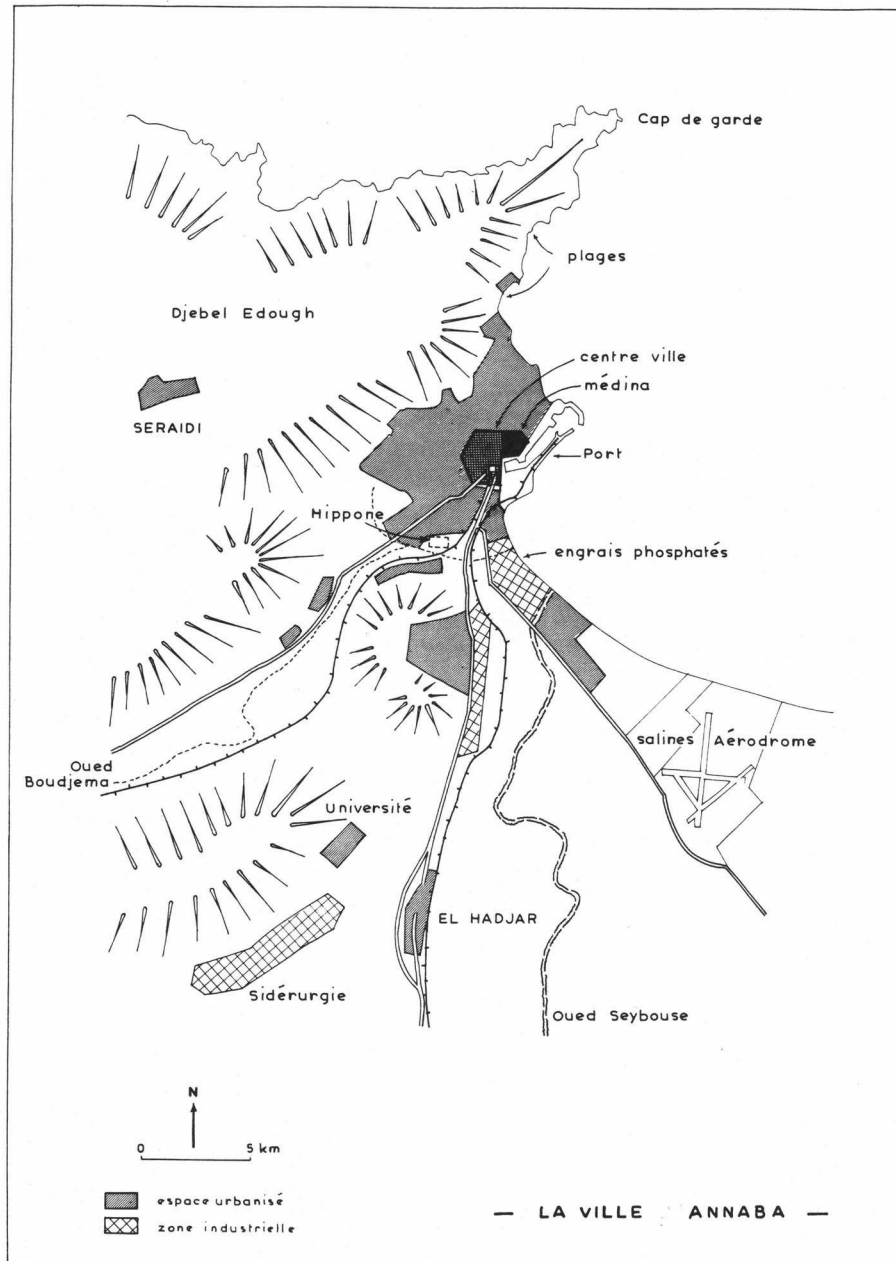 Cap de garde
plages
Djebel Edough
centre ville
médina
SERAIDI
Port
Hippone
engrais phosphatés
salines Aérodrome
Oued
Boudjema
Université
EL HADJAR
Sidérurgie
Oued Seybouse
N
0 5 km
espace urbanisé
zone industrielle
— LA VILLE ANNABA —